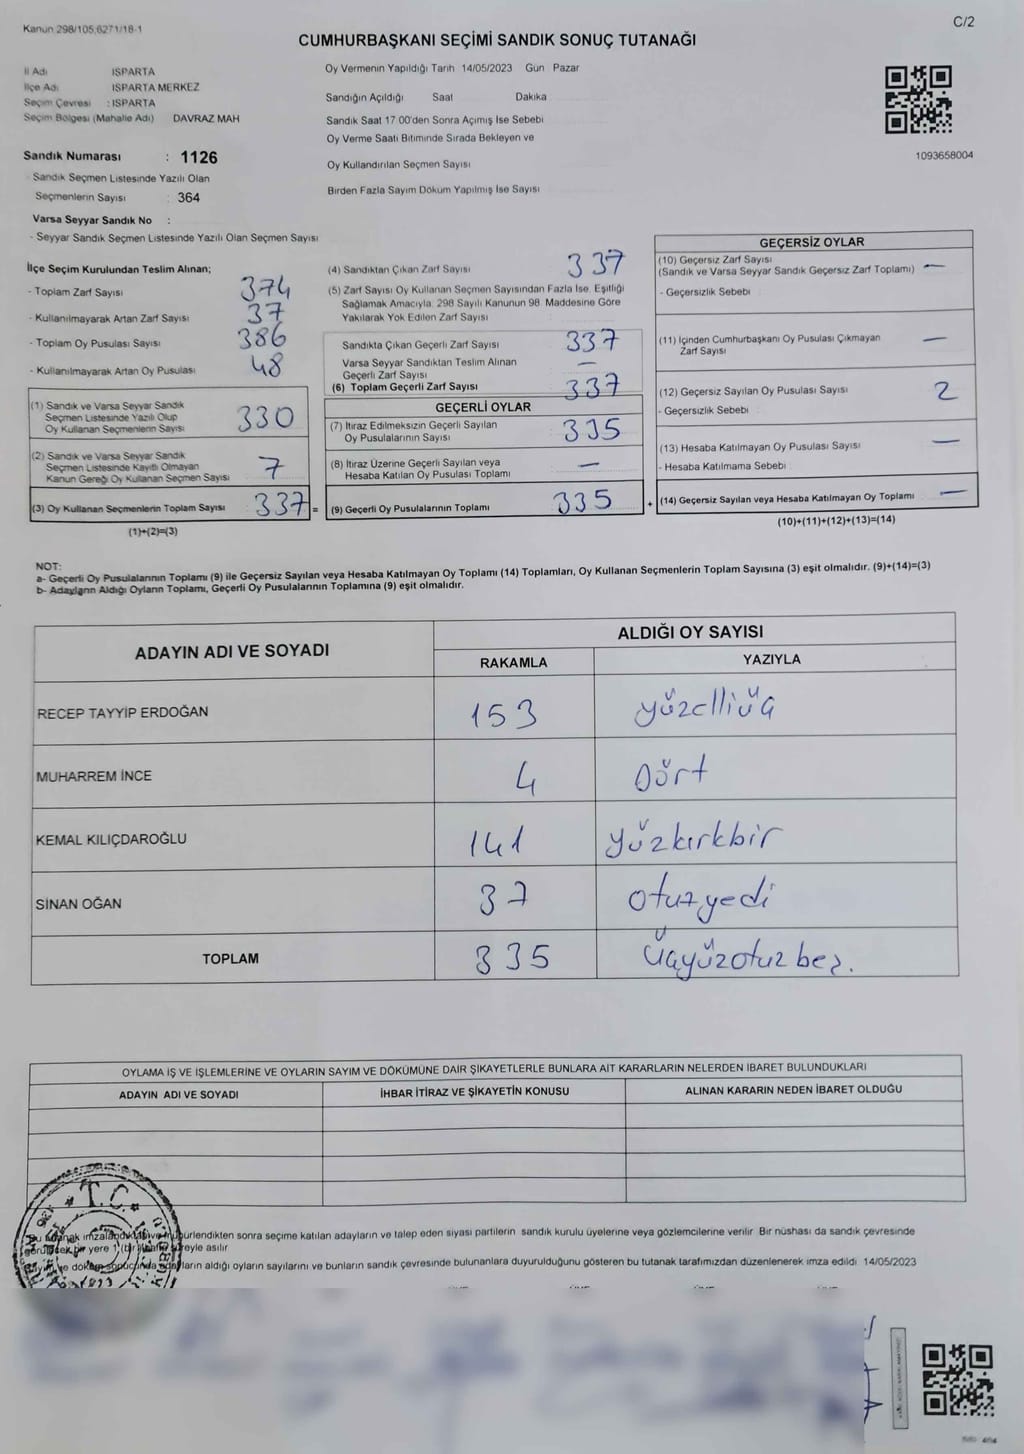 Kanun 298/105,6271/18-1
C/2
CUMHURBAŞKANI SEÇİMİ SANDIK SONUÇ TUTANAĞI
İl Adı ISPARTA
İlçe Adı ISPARTA MERKEZ
Seçim Çevresi : ISPARTA
Seçim Bölgesi (Mahalle Adı) DAVRAZ MAH
Sandık Numarası : 1126
Sandık Seçmen Listesinde Yazılı Olan
Seçmenlerin Sayısı : 364
Varsa Seyyar Sandık No :
- Seyyar Sandık Seçmen Listesinde Yazılı Olan Seçmen Sayısı
Oy Vermenin Yapıldığı Tarih 14/05/2023 Gün Pazar
Sandığın Açıldığı Saat Dakika
Sandık Saat 17 00'den Sonra Açımış İse Sebebi
Oy Verme Saati Bitiminde Sırada Bekleyen ve
Oy Kullandırılan Seçmen Sayısı
Birden Fazla Sayım Döküm Yapılmış İse Sayısı
1093658004
İlçe Seçim Kurulundan Teslim Alınan;
- Toplam Zarf Sayısı 374
- Kullanılmayarak Artan Zarf Sayısı 37
- Toplam Oy Pusulası Sayısı 386
- Kullanılmayarak Artan Oy Pusulası 48
(1) Sandık ve Varsa Seyyar Sandık
Seçmen Listesinde Yazılı Olup
Oy Kullanan Seçmenlerin Sayısı 330
(2) Sandık ve Varsa Seyyar Sandık
Seçmen Listesinde Kayıtlı Olmayan
Kanun Gereği Oy Kullanan Seçmen Sayısı 7
(3) Oy Kullanan Seçmenlerin Toplam Sayısı 337 =
(1)+(2)=(3)
(4) Sandıktan Çıkan Zarf Sayısı 337
(5) Zarf Sayısı Oy Kullanan Seçmen Sayısından Fazla İse, Eşitliği
Sağlamak Amacıyla 298 Sayılı Kanunun 98. Maddesine Göre
Yakılarak Yok Edilen Zarf Sayısı
Sandıkta Çıkan Geçerli Zarf Sayısı 337
Varsa Seyyar Sandıktan Teslim Alınan
Geçerli Zarf Sayısı —
(6) Toplam Geçerli Zarf Sayısı 337
GEÇERLİ OYLAR
(7) İtiraz Edilmeksizin Geçerli Sayılan
Oy Pusulalarının Sayısı 335
(8) İtiraz Üzerine Geçerli Sayılan veya
Hesaba Katılan Oy Pusulası Toplamı —
(9) Geçerli Oy Pusulalarının Toplamı 335 +
GEÇERSİZ OYLAR
(10) Geçersiz Zarf Sayısı
(Sandık ve Varsa Seyyar Sandık Geçersiz Zarf Toplamı) —
- Geçersizlik Sebebi
(11) İçinden Cumhurbaşkanı Oy Pusulası Çıkmayan
Zarf Sayısı —
(12) Geçersiz Sayılan Oy Pusulası Sayısı 2
- Geçersizlik Sebebi
(13) Hesaba Katılmayan Oy Pusulası Sayısı —
- Hesaba Katılmama Sebebi
(14) Geçersiz Sayılan veya Hesaba Katılmayan Oy Toplamı —
(10)+(11)+(12)+(13)=(14)
NOT:
a- Geçerli Oy Pusulalarının Toplamı (9) ile Geçersiz Sayılan veya Hesaba Katılmayan Oy Toplamı (14) Toplamları, Oy Kullanan Seçmenlerin Toplam Sayısına (3) eşit olmalıdır. (9)+(14)=(3)
b- Adayların Aldığı Oyların Toplamı, Geçerli Oy Pusulalarının Toplamına (9) eşit olmalıdır.
ADAYIN ADI VE SOYADI
ALDIĞI OY SAYISI
RAKAMLA YAZIYLA
RECEP TAYYİP ERDOĞAN 153 yüzelliüç
MUHARREM İNCE 4 Dört
KEMAL KILIÇDAROĞLU 141 yüzkırkbir
SİNAN OĞAN 37 otuzyedi
TOPLAM 335 Üçyüzotuzbeş.
OYLAMA İŞ VE İŞLEMLERİNE VE OYLARIN SAYIM VE DÖKÜMÜNE DAİR ŞİKAYETLERLE BUNLARA AİT KARARLARIN NELERDEN İBARET BULUNDUKLARI
ADAYIN ADI VE SOYADI İHBAR İTİRAZ VE ŞİKAYETİN KONUSU ALINAN KARARIN NEDEN İBARET OLDUĞU
T.C.
sonra seçime katılan adayların ve talep eden siyasi partilerin sandık kurulu üyelerine veya gözlemcilerine verilir. Bir nüshası da sandık çevresinde
bir yere asılır
aldığı oyların sayılarını ve bunların sandık çevresinde bulunanlara duyurulduğunu gösteren bu tutanak tarafımızdan düzenlenerek imza edildi 14/05/2023